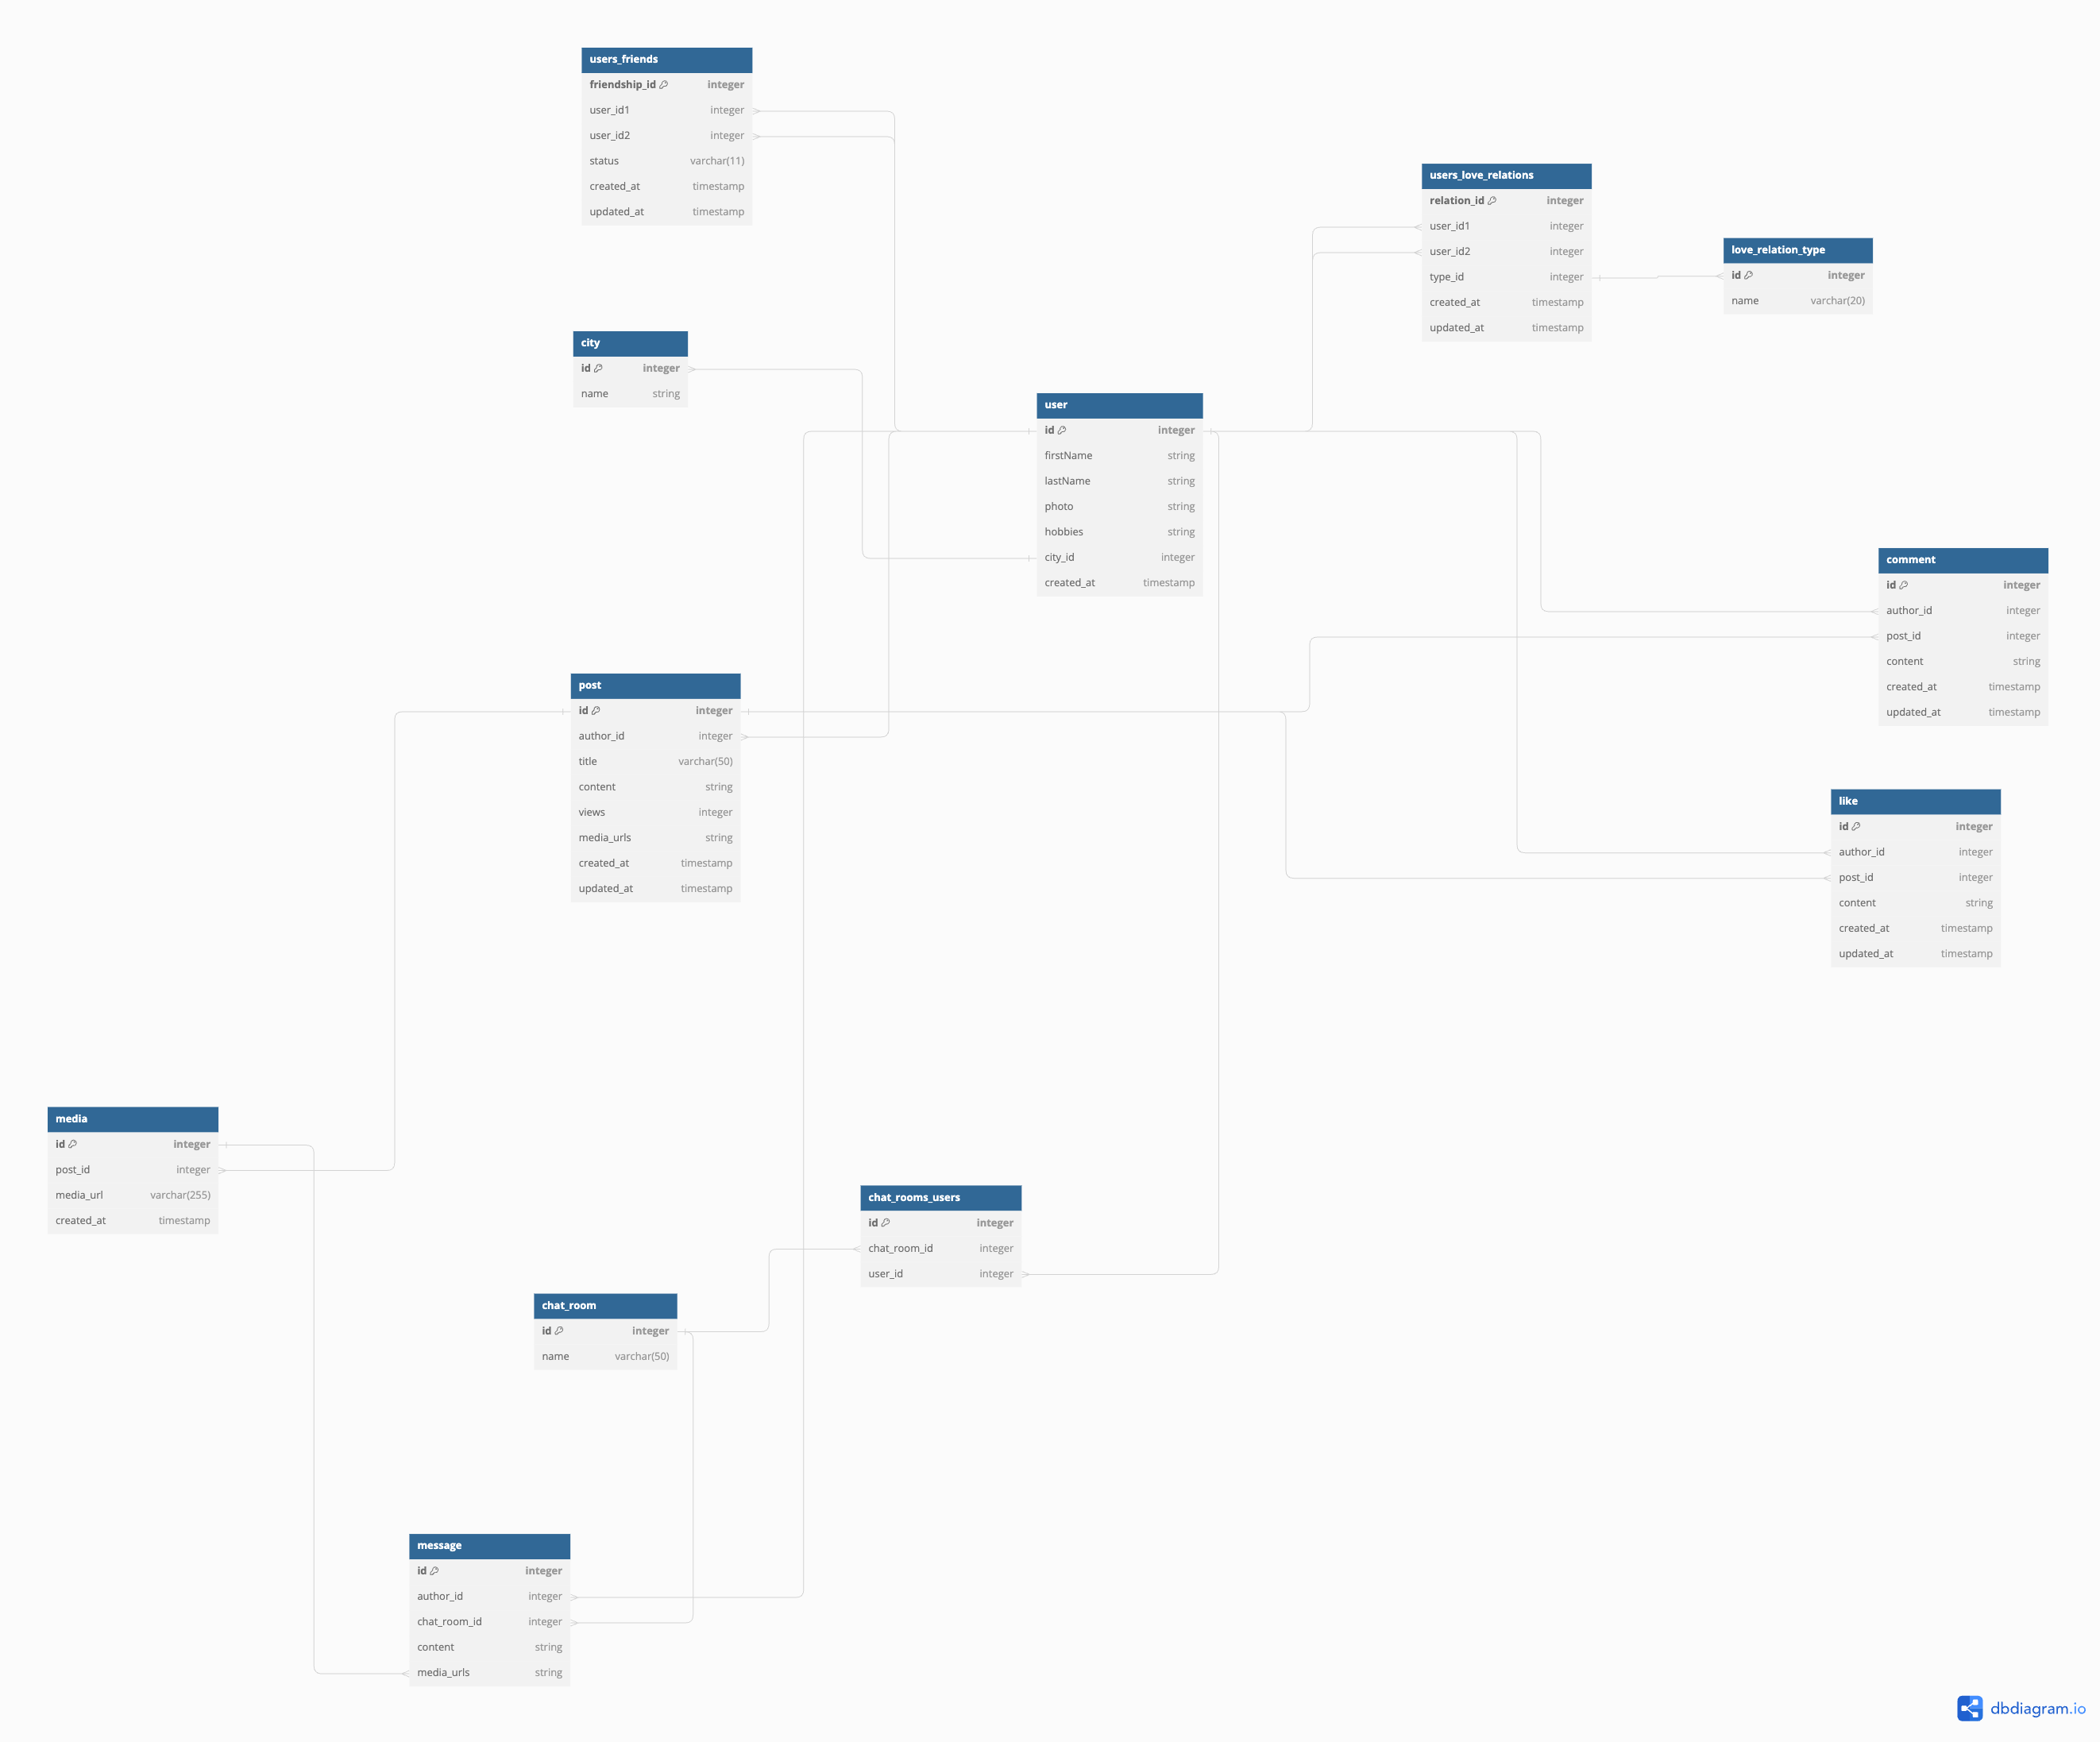 users_friends
friendship_id integer
user_id1 integer
user_id2 integer
status varchar(11)
created_at timestamp
updated_at timestamp
users_love_relations
relation_id integer
user_id1 integer
user_id2 integer
type_id integer
created_at timestamp
updated_at timestamp
love_relation_type
id integer
name varchar(20)
city
id integer
name string
user
id integer
firstName string
lastName string
photo string
hobbies string
city_id integer
created_at timestamp
comment
id integer
author_id integer
post_id integer
content string
created_at timestamp
updated_at timestamp
post
id integer
author_id integer
title varchar(50)
content string
views integer
media_urls string
created_at timestamp
updated_at timestamp
like
id integer
author_id integer
post_id integer
content string
created_at timestamp
updated_at timestamp
media
id integer
post_id integer
media_url varchar(255)
created_at timestamp
chat_rooms_users
id integer
chat_room_id integer
user_id integer
chat_room
id integer
name varchar(50)
message
id integer
author_id integer
chat_room_id integer
content string
media_urls string
dbdiagram.io